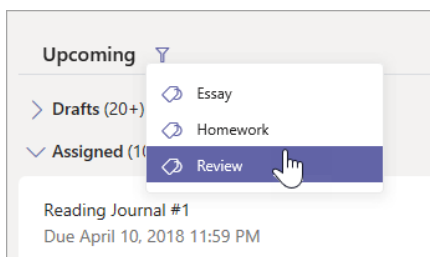 Upcoming
Essay
Drafts (20+)
Homework
Assigned (10
Review
Reading Journal #1
Due April 10, 2018 11:59 PM